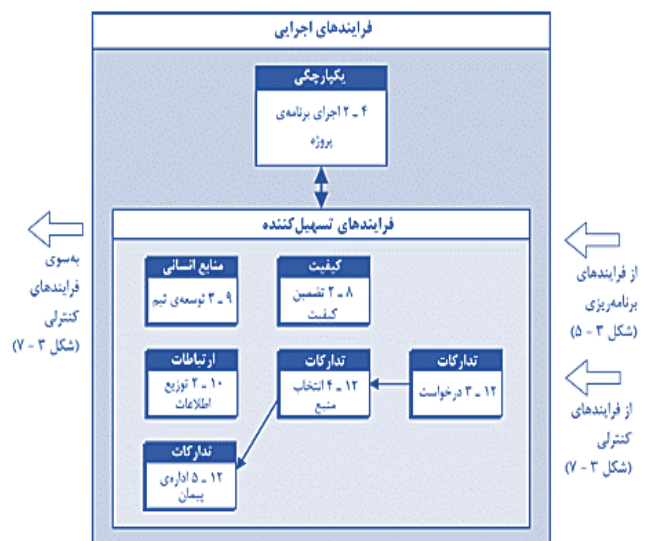 فرایندهای اجرایی
یکپارچگی
۴ ـ ۲ اجرای برنامه‌ی
پروژه
فرایندهای تسهیل‌کننده
از فرایندهای
برنامه‌ریزی
(شکل ۳ - ۵)
از فرایندهای
کنترلی
(شکل ۳ - ۷)
کیفیت
۸ ـ ۲ تضمین
کیفیت
منابع انسانی
۹ ـ ۳ توسعه‌ی تیم
تدارکات
۱۲ ـ ۳ درخواست
تدارکات
۱۲ ـ ۴ انتخاب
منبع
ارتباطات
۱۰ ـ ۲ توزیع
اطلاعات
تدارکات
۱۲ ـ ۵ اداره‌ی
پیمان
به‌سوی
فرایندهای
کنترلی
(شکل ۳ - ۷)